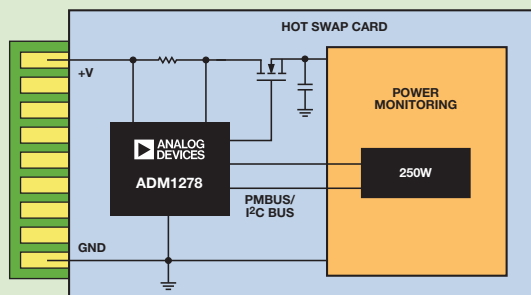 HOT SWAP CARD
+V
POWER
MONITORING
ANALOG
DEVICES
ADM1278
250W
PMBUS/
I²C BUS
GND